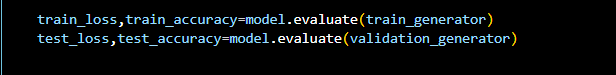 train_loss,train_accuracy=model.evaluate(train_generator)
test_loss,test_accuracy=model.evaluate(validation_generator)